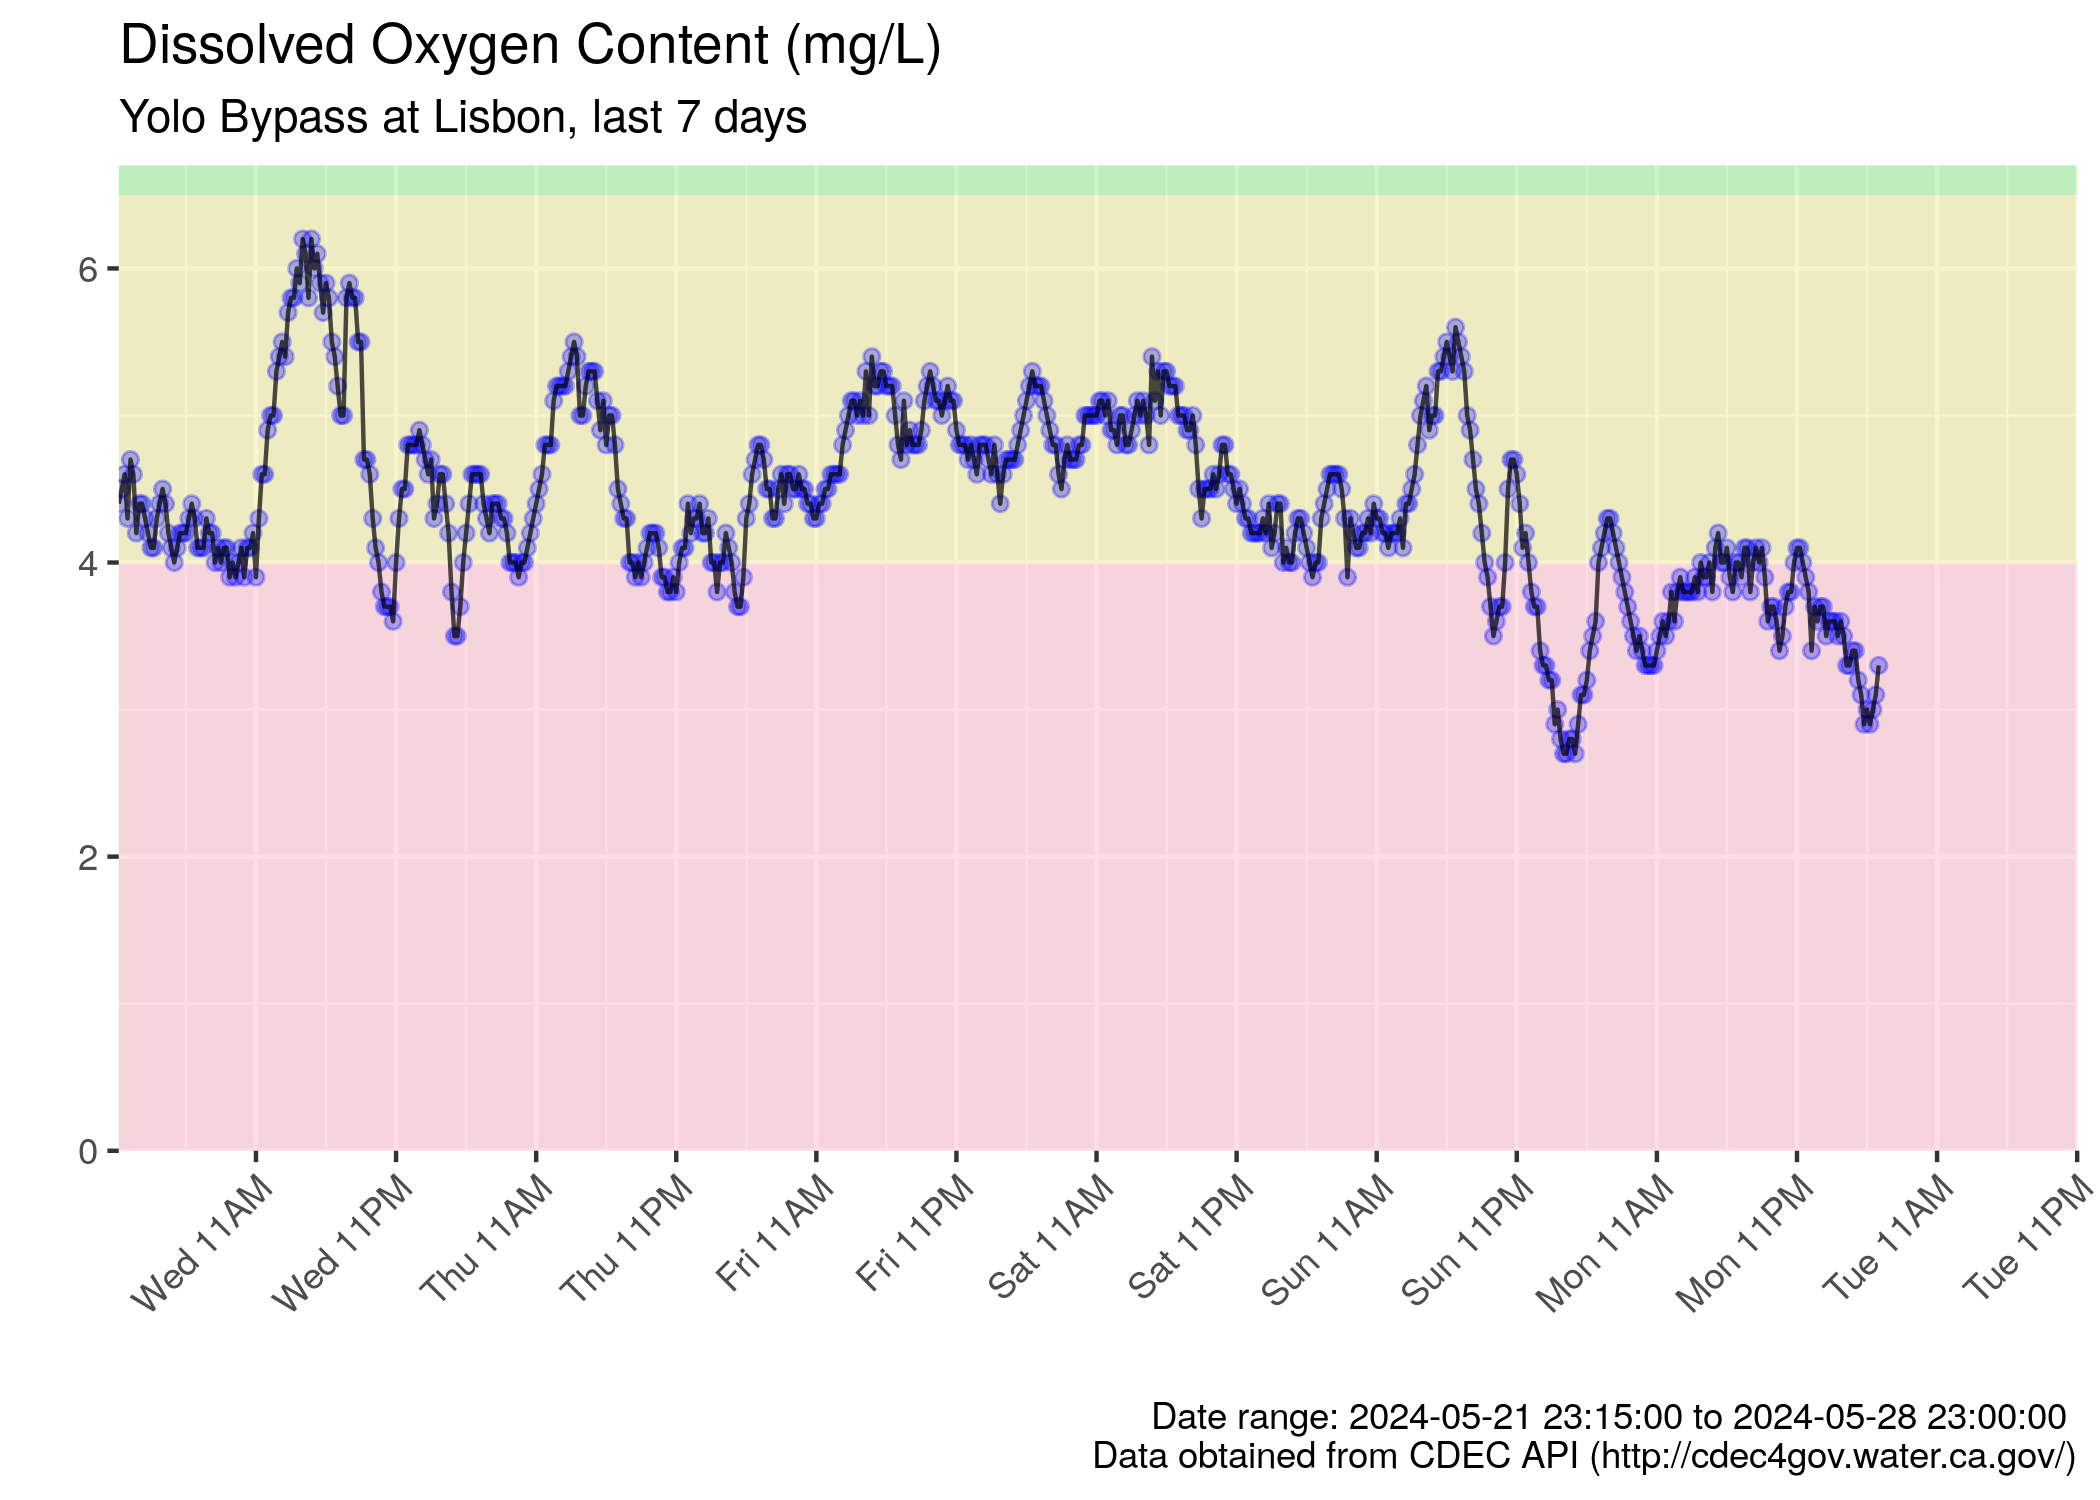 Dissolved Oxygen Content (mg/L)
Yolo Bypass at Lisbon, last 7 days
6
4
2
0
Wed 11AM
Wed 11PM
Thu 11AM
Thu 11PM
Fri 11AM
Fri 11PM
Sat 11AM
Sat 11PM
Sun 11AM
Sun 11PM
Mon 11AM
Mon 11PM
Tue 11AM
Tue 11PM
Date range: 2024-05-21 23:15:00 to 2024-05-28 23:00:00
Data obtained from CDEC API (http://cdec4gov.water.ca.gov/)